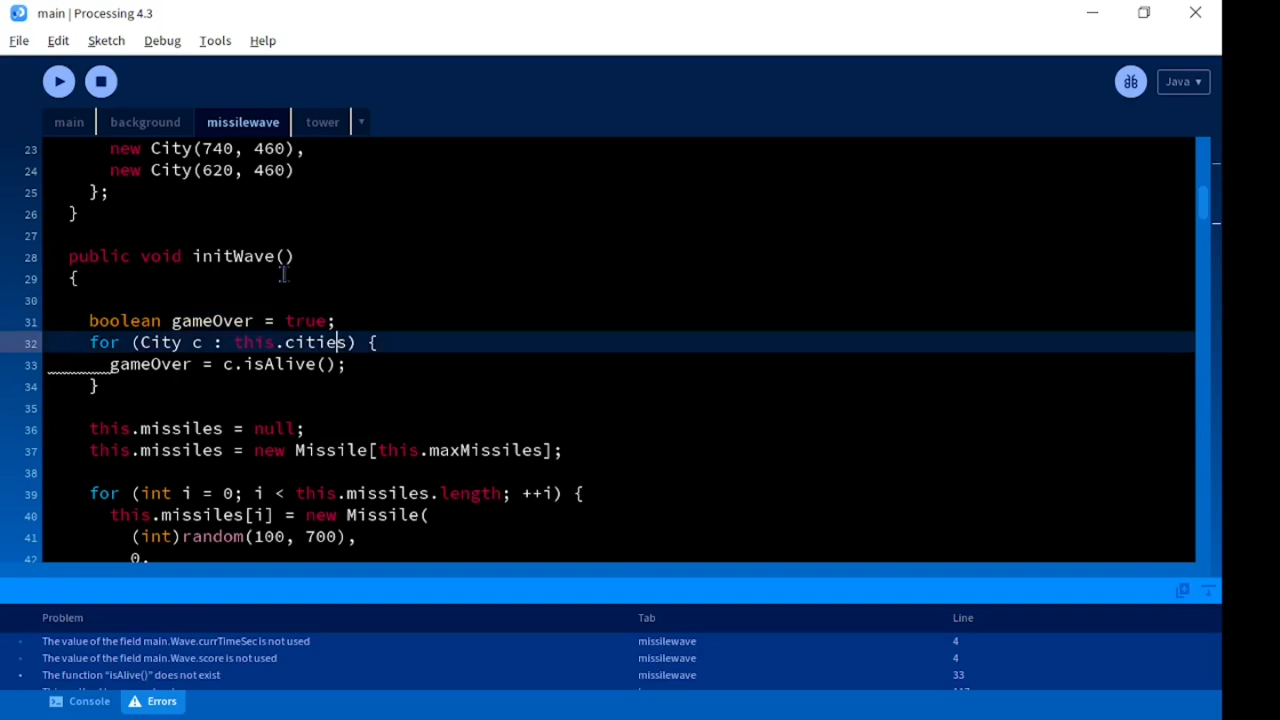 main | Processing 4.3
File Edit Sketch Debug Tools Help
Java ▾
main background missilewave tower ▾
23 new City(740, 460),
24 new City(620, 460)
25 };
26 }
27
28 public void initWave()
29 {
30
31 boolean gameOver = true;
32 for (City c : this.cities) {
33 gameOver = c.isAlive();
34 }
35
36 this.missiles = null;
37 this.missiles = new Missile[this.maxMissiles];
38
39 for (int i = 0; i < this.missiles.length; ++i) {
40 this.missiles[i] = new Missile(
41 (int)random(100, 700),
42 0,
Problem Tab Line
The value of the field main.Wave.currTimeSec is not used missilewave 4
The value of the field main.Wave.score is not used missilewave 4
The function “isAlive()” does not exist missilewave 33
Console Errors